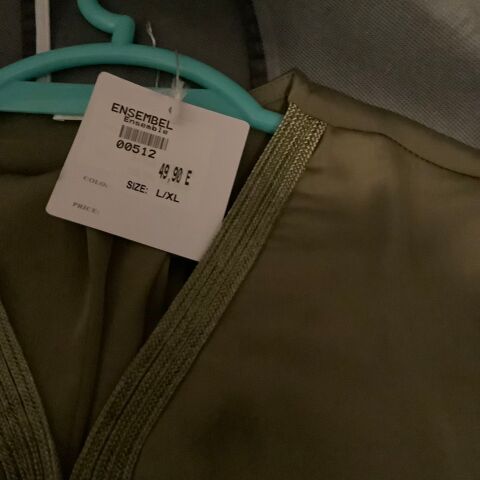 ENSEMBEL
Ensemble
00512
49,90 E
COLO.
SIZE: L/XL
PRICE: